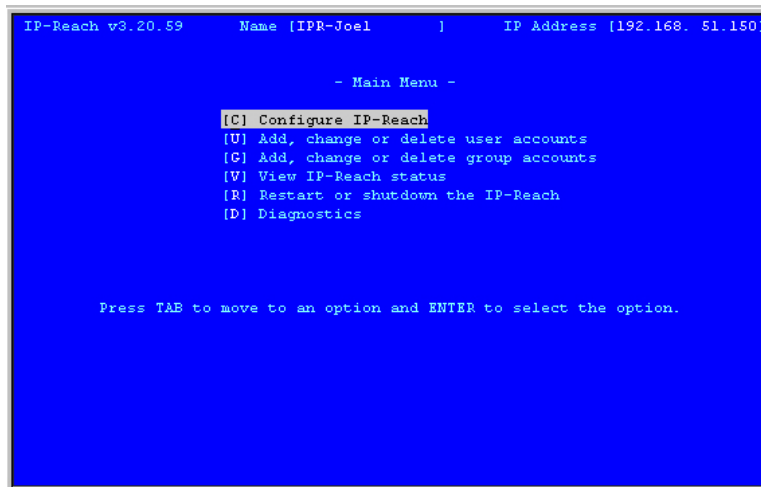 IP-Reach v3.20.59 Name [IPR-Joel ] IP Address [192.168. 51.150]
- Main Menu -
[C] Configure IP-Reach
[U] Add, change or delete user accounts
[G] Add, change or delete group accounts
[V] View IP-Reach status
[R] Restart or shutdown the IP-Reach
[D] Diagnostics
Press TAB to move to an option and ENTER to select the option.